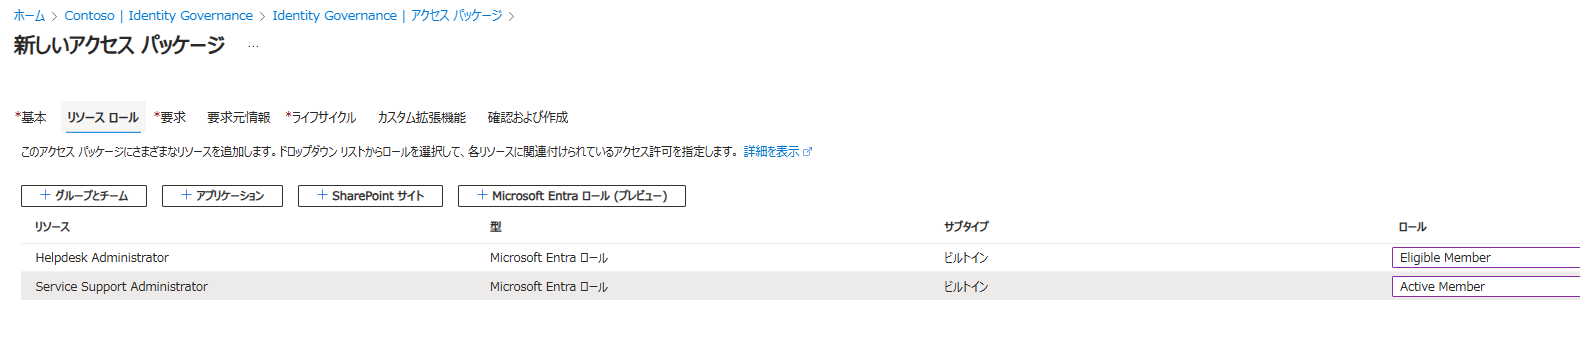 ホーム > Contoso | Identity Governance > Identity Governance | アクセス パッケージ >
新しいアクセス パッケージ ...
*基本 リソース ロール *要求 要求元情報 *ライフサイクル カスタム拡張機能 確認および作成
このアクセス パッケージにさまざまなリソースを追加します。ドロップダウン リストからロールを選択して、各リソースに関連付けられているアクセス許可を指定します。 詳細を表示
+ グループとチーム + アプリケーション + SharePoint サイト + Microsoft Entra ロール (プレビュー)
リソース 型 サブタイプ ロール
Helpdesk Administrator Microsoft Entra ロール ビルトイン Eligible Member
Service Support Administrator Microsoft Entra ロール ビルトイン Active Member